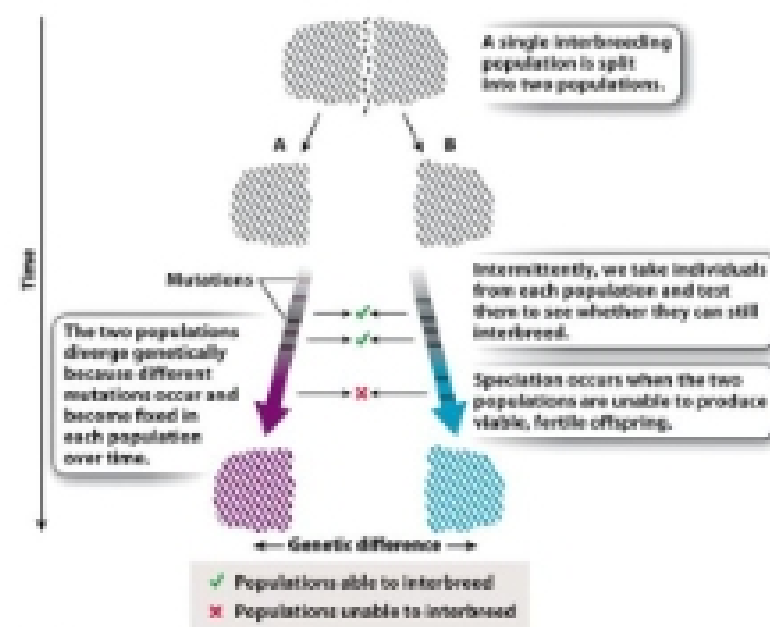 A single interbreeding
population is split
into two populations.
A
B
Time
Mutations
Intermittently, we take individuals
from each population and test
them to see whether they can still
interbreed.
The two populations
diverge genetically
because different
mutations occur and
become fixed in
each population
over time.
Speciation occurs when the two
populations are unable to produce
viable, fertile offspring.
Genetic difference
✓ Populations able to interbreed
✗ Populations unable to interbreed